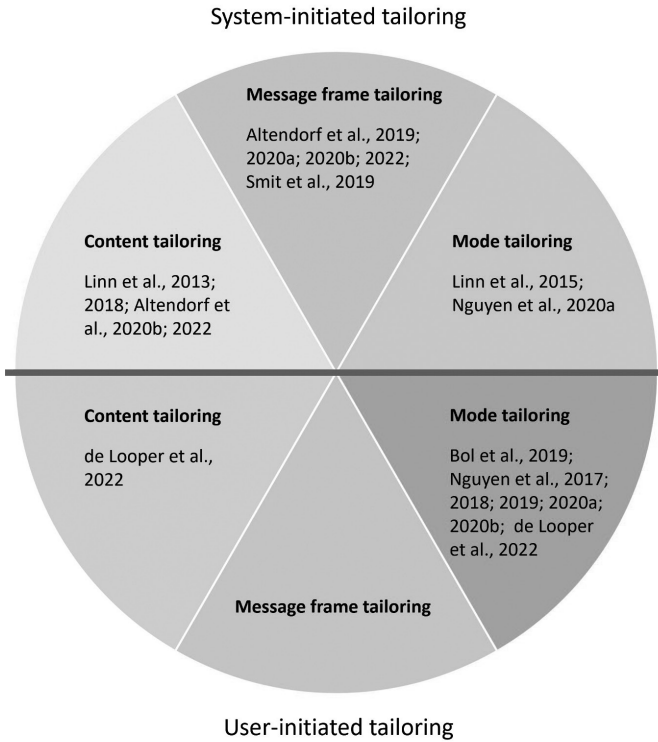 System-initiated tailoring
Message frame tailoring
Altendorf et al., 2019;
2020a; 2020b; 2022;
Smit et al., 2019
Content tailoring
Linn et al., 2013;
2018; Altendorf et
al., 2020b; 2022
Mode tailoring
Linn et al., 2015;
Nguyen et al., 2020a
Content tailoring
de Looper et al.,
2022
Mode tailoring
Bol et al., 2019;
Nguyen et al., 2017;
2018; 2019; 2020a;
2020b; de Looper
et al., 2022
Message frame tailoring
User-initiated tailoring